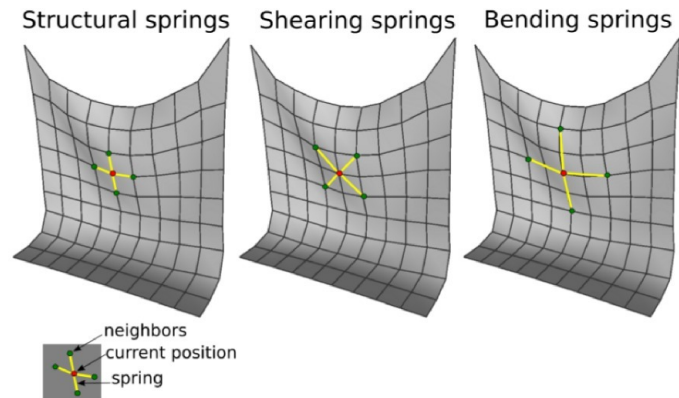 Structural springs
Shearing springs
Bending springs
neighbors
current position
spring